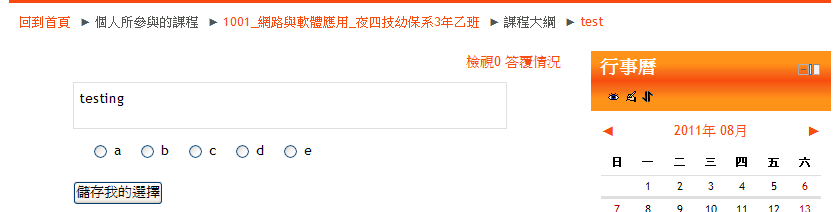 回到首頁 ► 個人所參與的課程 ► 1001_網路與軟體應用_夜四技幼保系3年乙班 ► 課程大綱 ► test
檢視0 答覆情況
testing
a b c d e
儲存我的選擇
行事曆
◄ 2011年 08月 ►
日 一 二 三 四 五 六
1 2 3 4 5 6
7 8 9 10 11 12 13